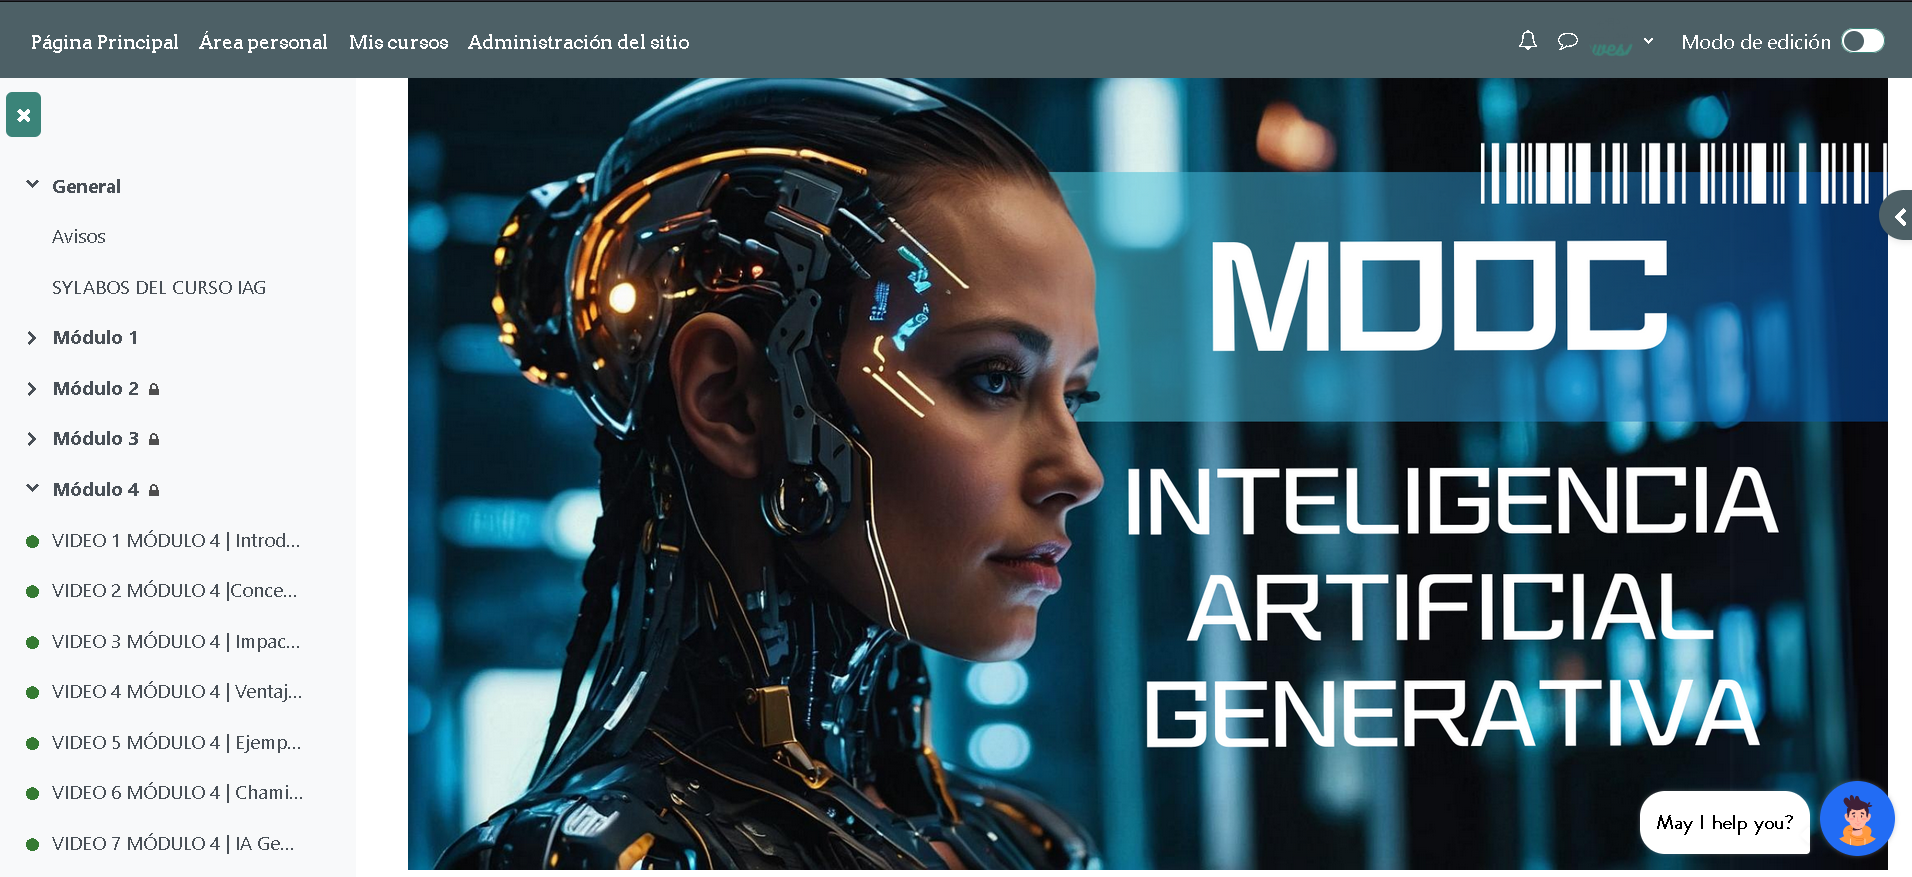 Página Principal Área personal Mis cursos Administración del sitio
wes
Modo de edición
General
Avisos
SYLABOS DEL CURSO IAG
Módulo 1
Módulo 2
Módulo 3
Módulo 4
VIDEO 1 MÓDULO 4 | Introd...
VIDEO 2 MÓDULO 4 |Conce...
VIDEO 3 MÓDULO 4 | Impac...
VIDEO 4 MÓDULO 4 | Ventaj...
VIDEO 5 MÓDULO 4 | Ejemp...
VIDEO 6 MÓDULO 4 | Chami...
VIDEO 7 MÓDULO 4 | IA Ge...
MOOC
INTELIGENCIA
ARTIFICIAL
GENERATIVA
May I help you?